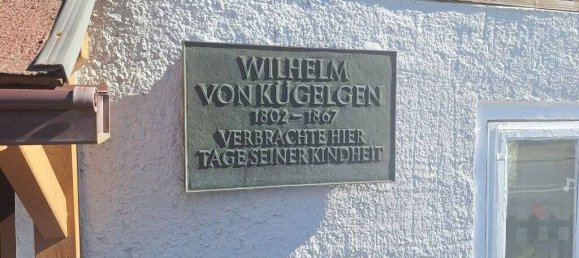 WILHELM
VON KÜGELGEN
1802 – 1867
VERBRACHTE HIER
TAGE SEINER KINDHEIT